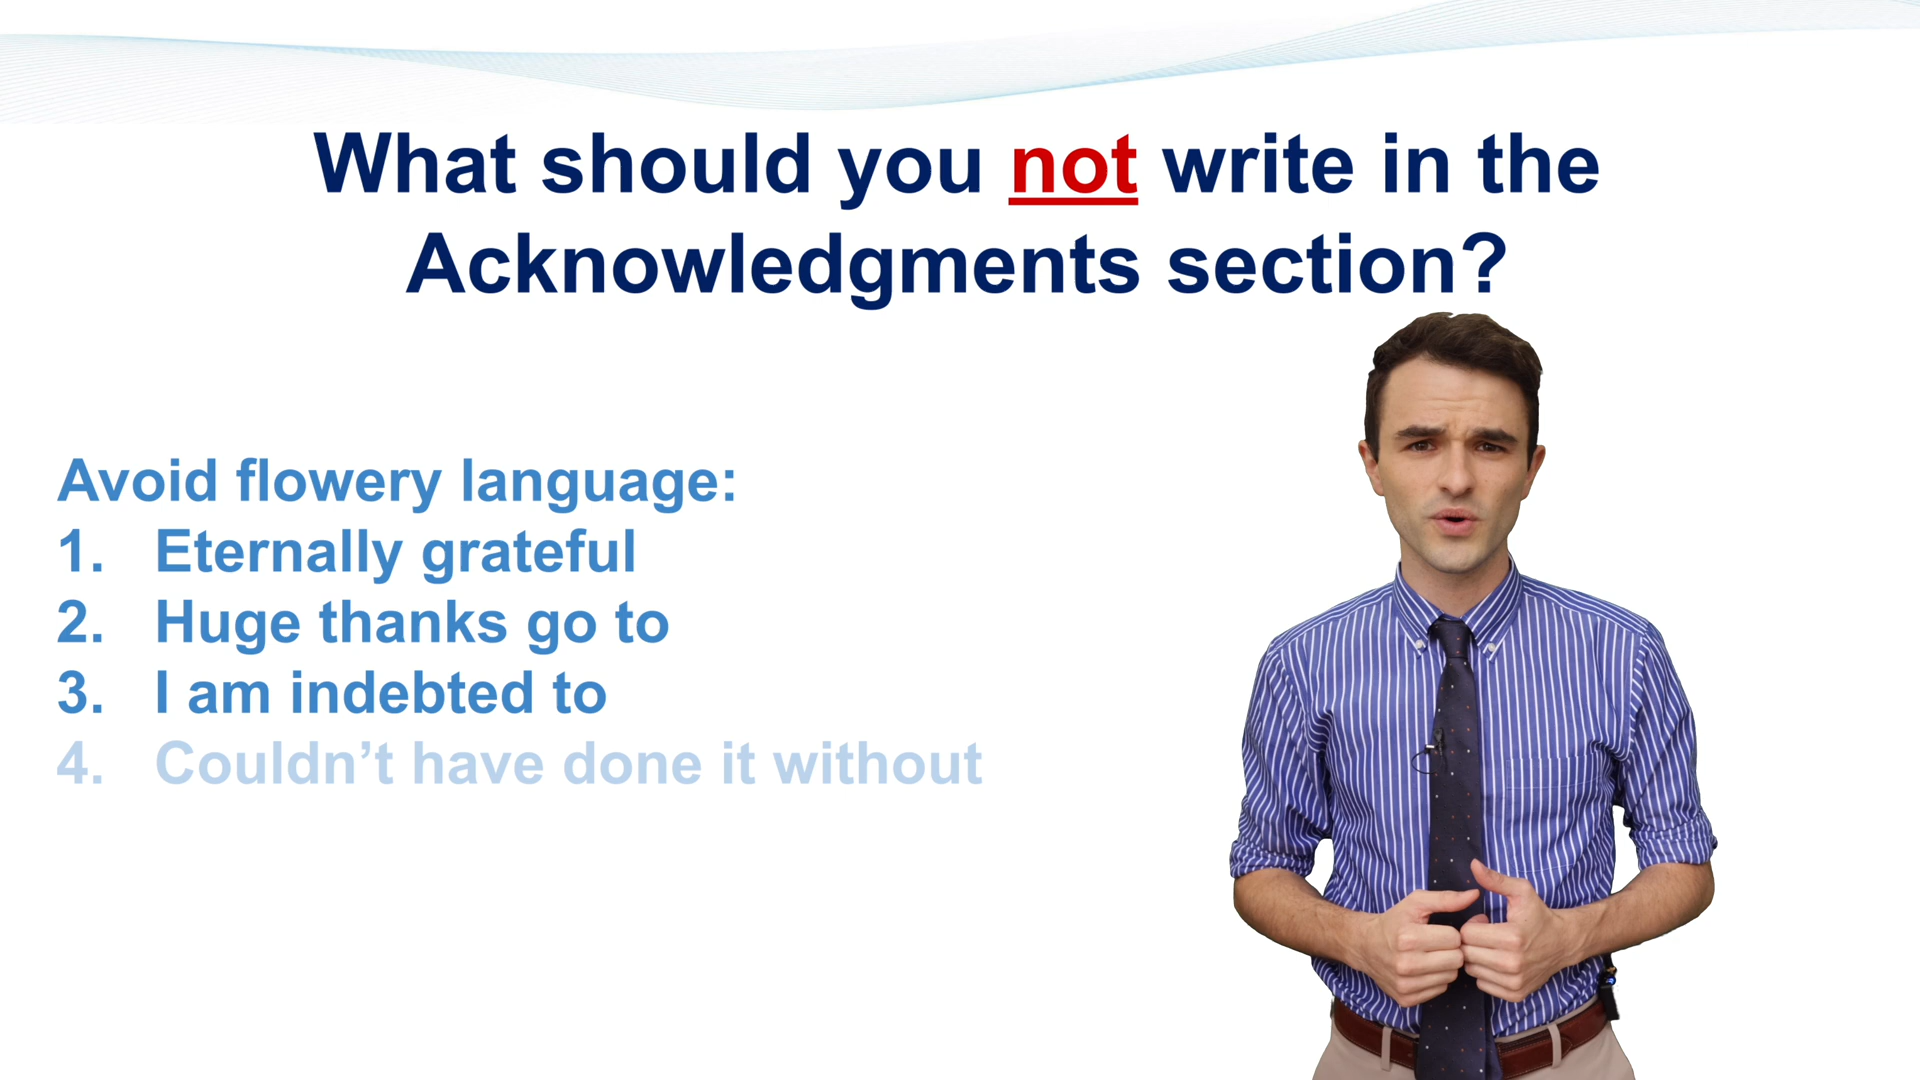 What should you not write in the
Acknowledgments section?
Avoid flowery language:
1. Eternally grateful
2. Huge thanks go to
3. I am indebted to
4. Couldn’t have done it without